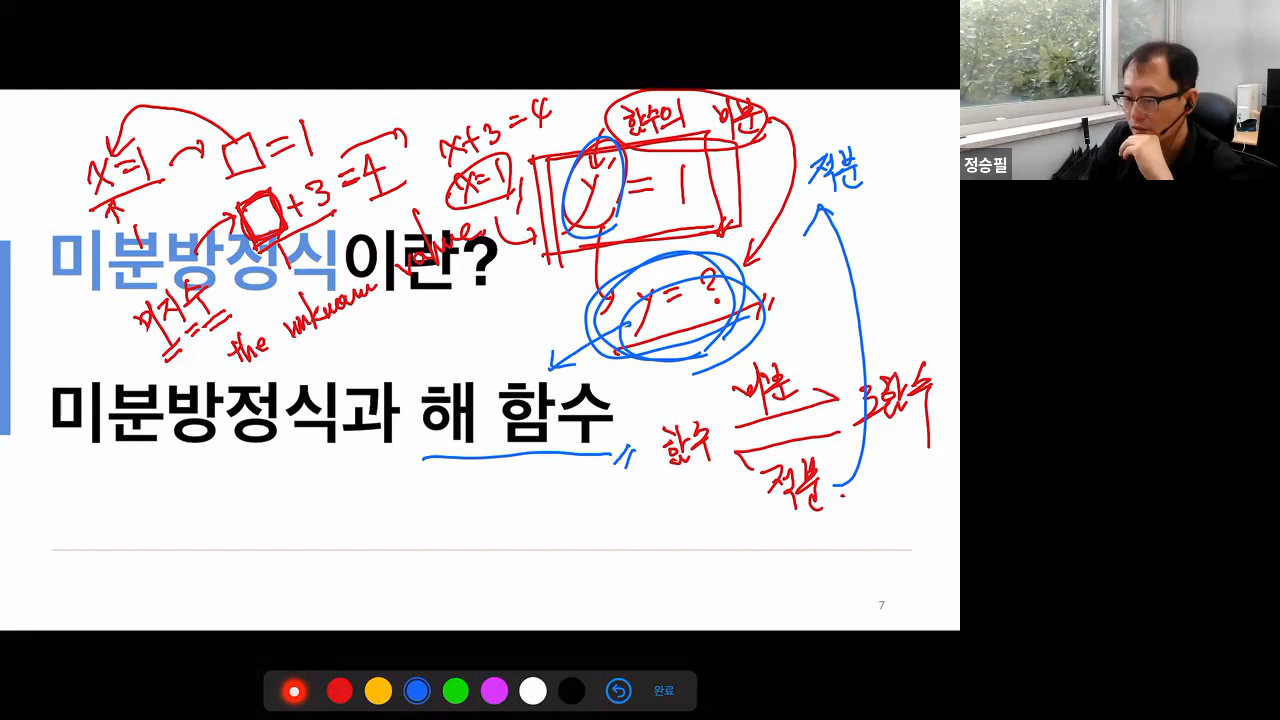 함수의 미분
x+3=4
x=1
x=1
□=1
□+3=4
y'=1
적분
정승필
미분방정식이란?
미지수
the unknown value
y=?
미분방정식과 해 함수
미분
함수
도함수
적분
7
완료